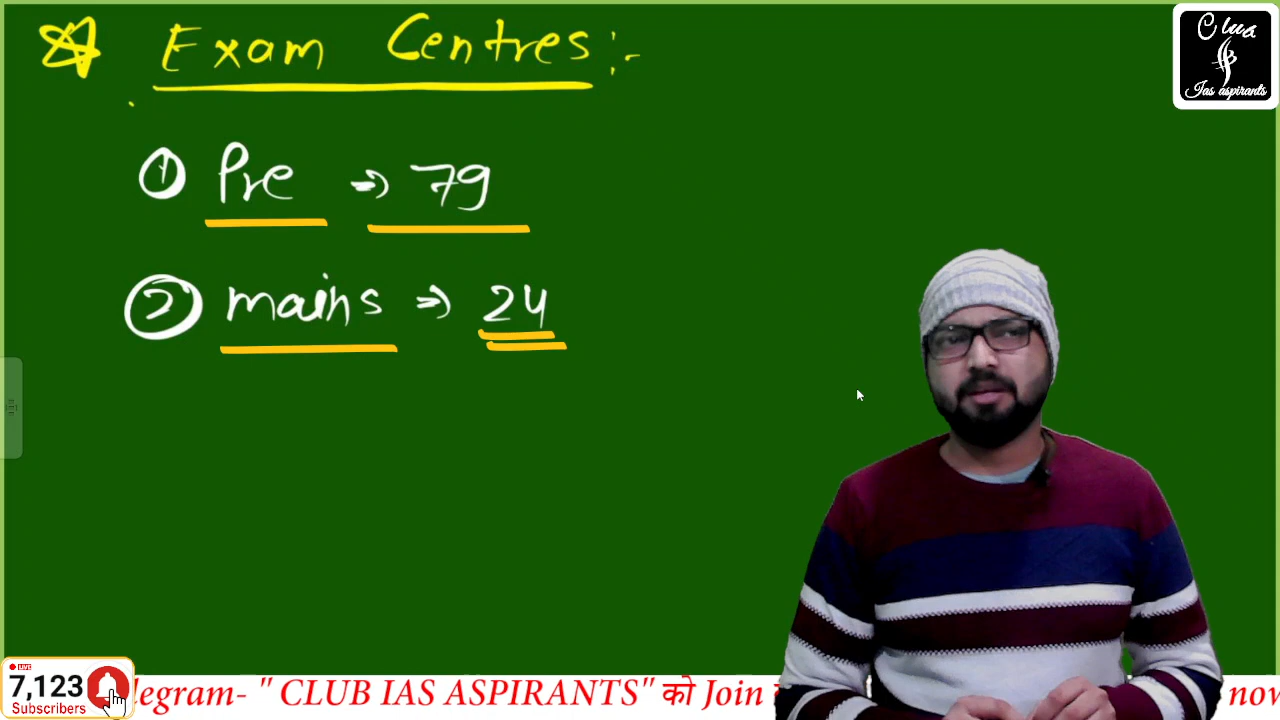 Exam Centres :-
① Pre ⇒ 79
② mains ⇒ 24
Club
Ias aspirants
LIVE
7,123
Subscribers
legram- " CLUB IAS ASPIRANTS" को Join
now